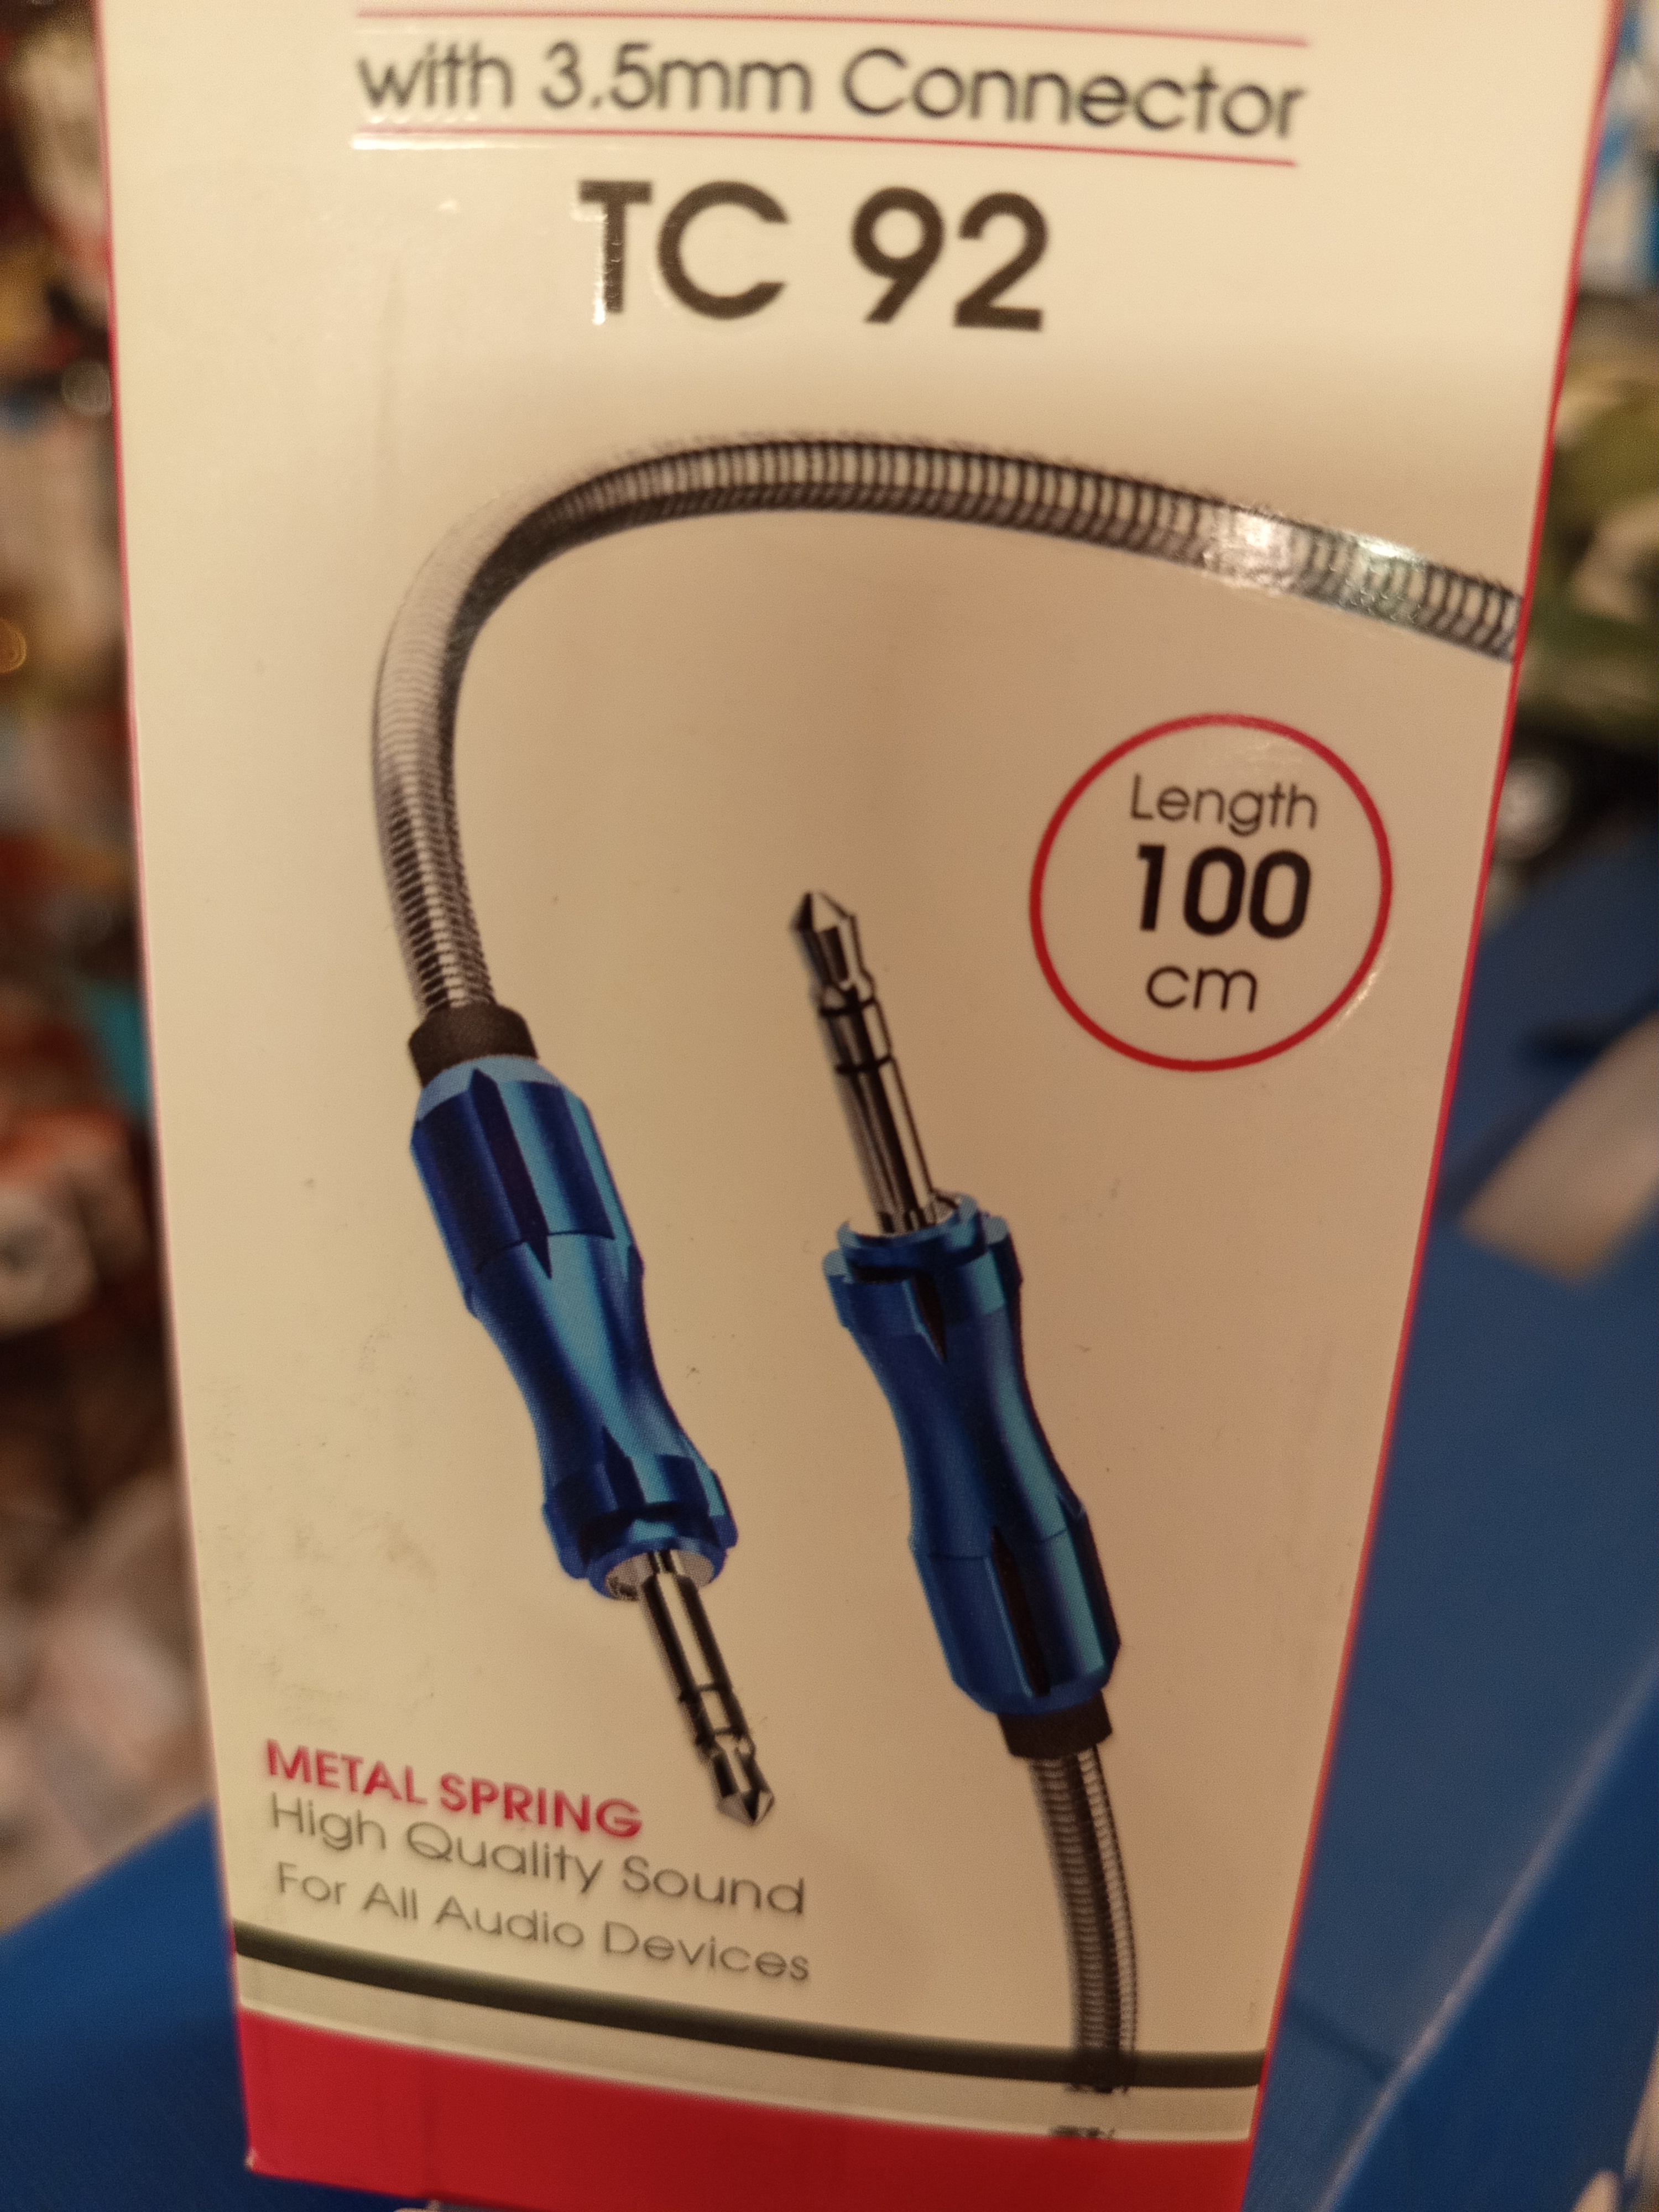 with 3.5mm Connector
TC 92
Length
100
cm
METAL SPRING
High Quality Sound
For All Audio Devices